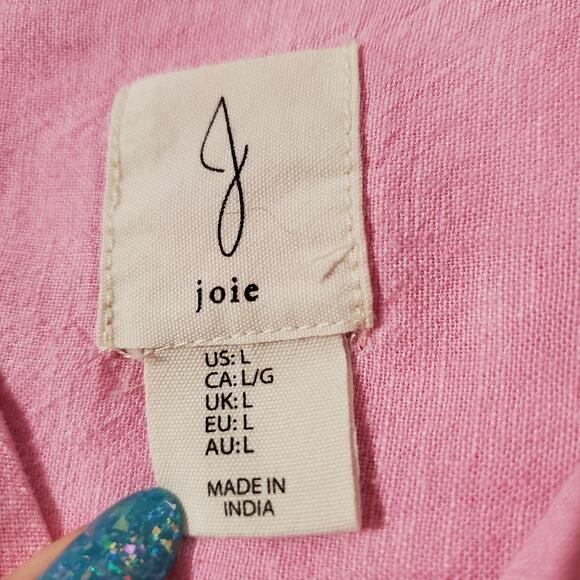 J
joie
US: L
CA: L/G
UK: L
EU: L
AU:L
MADE IN
INDIA